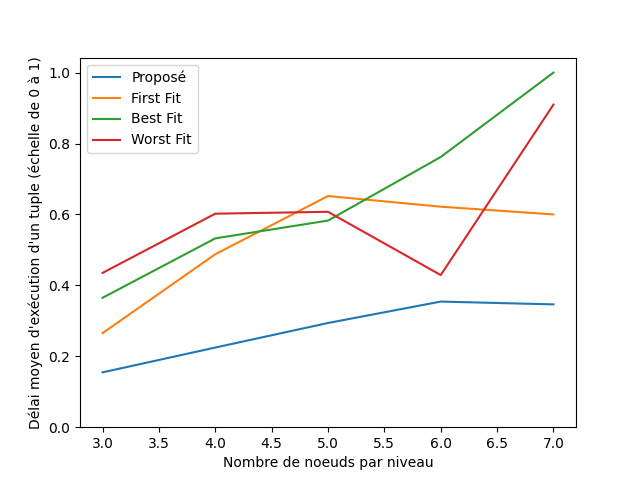 Proposé
First Fit
Best Fit
Worst Fit
Délai moyen d'exécution d'un tuple (échelle de 0 à 1)
1.0
0.8
0.6
0.4
0.2
0.0
3.0 3.5 4.0 4.5 5.0 5.5 6.0 6.5 7.0
Nombre de noeuds par niveau